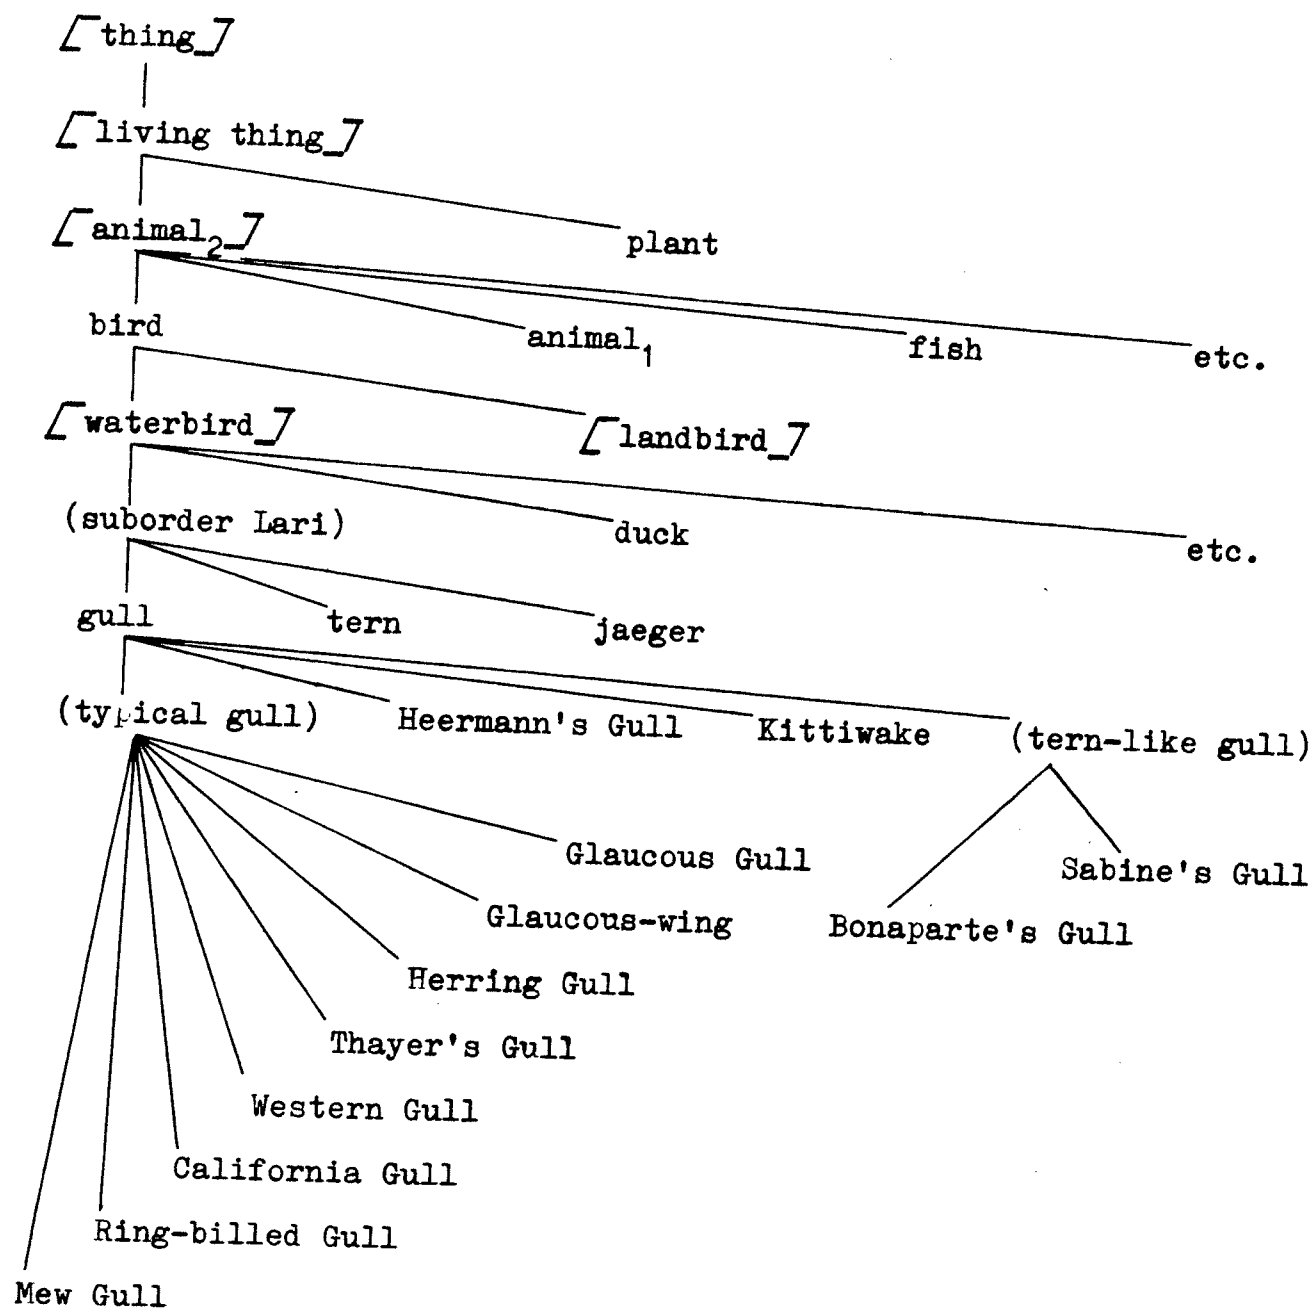 [thing]
[living thing]
[animal₂] plant
bird animal₁ fish etc.
[waterbird] [landbird]
(suborder Lari) duck etc.
gull tern jaeger
(typical gull) Heermann's Gull Kittiwake (tern-like gull)
Glaucous Gull Sabine's Gull
Glaucous-wing Bonaparte's Gull
Herring Gull
Thayer's Gull
Western Gull
California Gull
Ring-billed Gull
Mew Gull